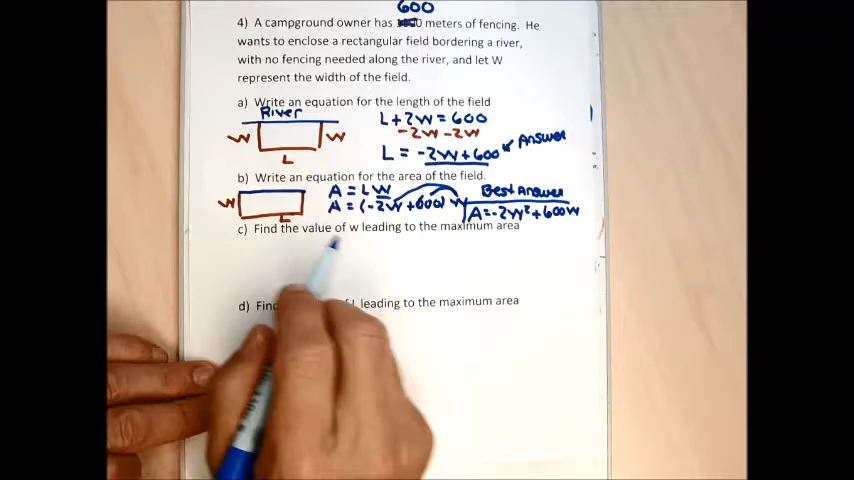 600
4) A campground owner has 0 meters of fencing. He
wants to enclose a rectangular field bordering a river,
with no fencing needed along the river, and let W
represent the width of the field.
a) Write an equation for the length of the field
River
L+2W=600
W W
-2W -2W
L
L = -2W+600 Answer
b) Write an equation for the area of the field.
W
A = LW
Best Answer
A = (-2W+600) W
A=-2W²+600W
L
c) Find the value of w leading to the maximum area
d) Find L leading to the maximum area